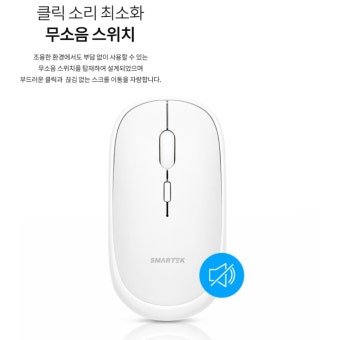 클릭 소리 최소화
무소음 스위치
조용한 환경에서도 부담 없이 사용할 수 있는
무소음 스위치를 탑재하여 설계되었으며
부드러운 클릭과 끊김 없는 스크롤 이동을 자랑합니다.
SMARTEK